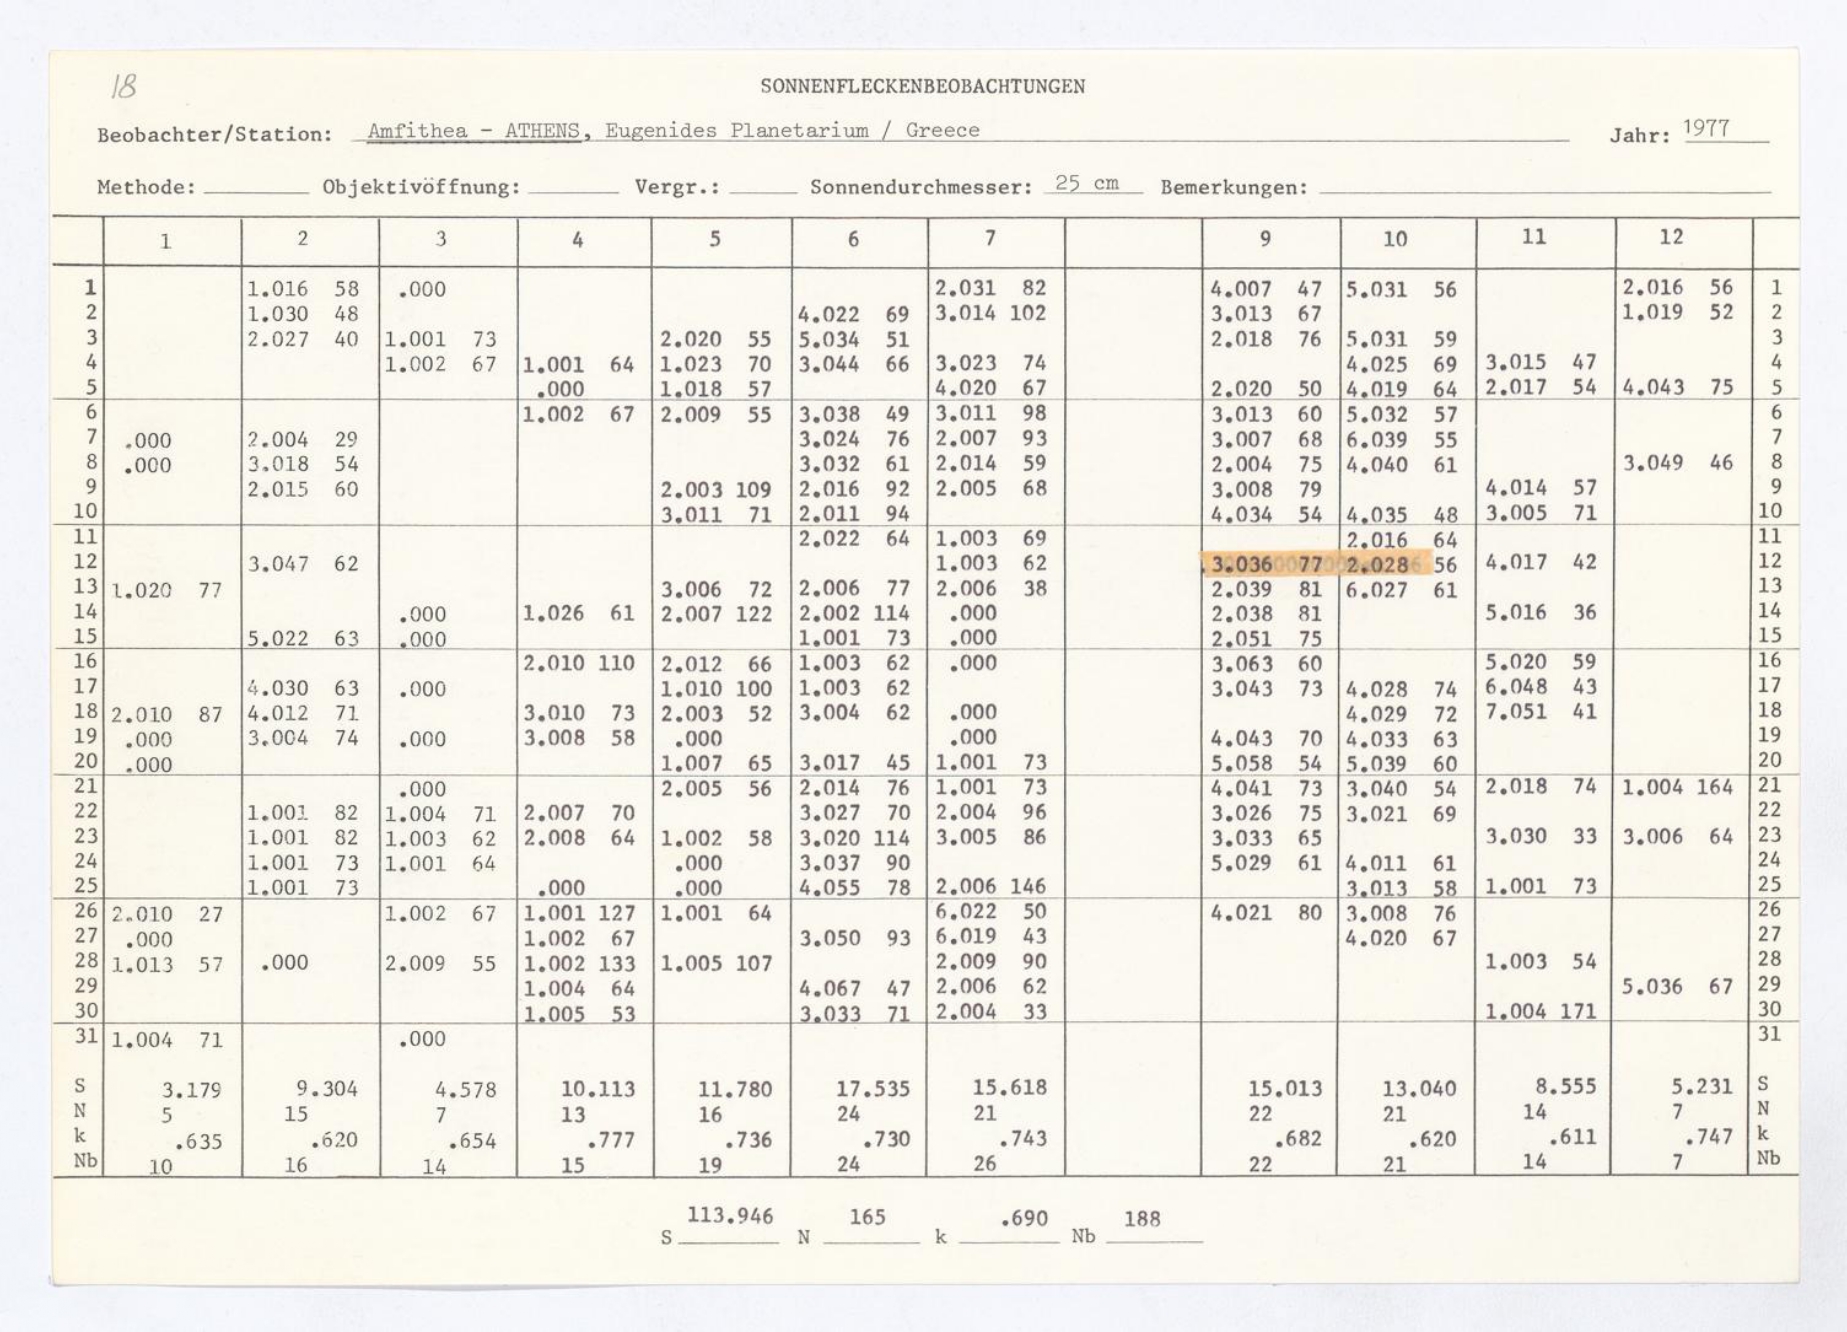 18
SONNENFLECKENBEOBACHTUNGEN
Beobachter/Station: Amfithea - ATHENS, Eugenides Planetarium / Greece Jahr: 1977
Methode: Objektivöffnung: Vergr.: Sonnendurchmesser: 25 cm Bemerkungen:
1 2 3 4 5 6 7 9 10 11 12
1 1.016 58 .000 2.031 82 4.007 47 5.031 56 2.016 56 1
2 1.030 48 4.022 69 3.014 102 3.013 67 1.019 52 2
3 2.027 40 1.001 73 2.020 55 5.034 51 2.018 76 5.031 59 3
4 1.002 67 1.001 64 1.023 70 3.044 66 3.023 74 4.025 69 3.015 47 4
5 .000 1.018 57 4.020 67 2.020 50 4.019 64 2.017 54 4.043 75 5
6 1.002 67 2.009 55 3.038 49 3.011 98 3.013 60 5.032 57 6
7 .000 2.004 29 3.024 76 2.007 93 3.007 68 6.039 55 7
8 .000 3.018 54 3.032 61 2.014 59 2.004 75 4.040 61 3.049 46 8
9 2.015 60 2.003 109 2.016 92 2.005 68 3.008 79 4.014 57 9
10 3.011 71 2.011 94 4.034 54 4.035 48 3.005 71 10
11 2.022 64 1.003 69 2.016 64 11
12 3.047 62 1.003 62 3.036 77 2.028 56 4.017 42 12
13 1.020 77 3.006 72 2.006 77 2.006 38 2.039 81 6.027 61 13
14 .000 1.026 61 2.007 122 2.002 114 .000 2.038 81 5.016 36 14
15 5.022 63 .000 1.001 73 .000 2.051 75 15
16 2.010 110 2.012 66 1.003 62 .000 3.063 60 5.020 59 16
17 4.030 63 .000 1.010 100 1.003 62 3.043 73 4.028 74 6.048 43 17
18 2.010 87 4.012 71 3.010 73 2.003 52 3.004 62 .000 4.029 72 7.051 41 18
19 .000 3.004 74 .000 3.008 58 .000 .000 4.043 70 4.033 63 19
20 .000 1.007 65 3.017 45 1.001 73 5.058 54 5.039 60 20
21 .000 2.005 56 2.014 76 1.001 73 4.041 73 3.040 54 2.018 74 1.004 164 21
22 1.001 82 1.004 71 2.007 70 3.027 70 2.004 96 3.026 75 3.021 69 22
23 1.001 82 1.003 62 2.008 64 1.002 58 3.020 114 3.005 86 3.033 65 3.030 33 3.006 64 23
24 1.001 73 1.001 64 .000 3.037 90 5.029 61 4.011 61 24
25 1.001 73 .000 .000 4.055 78 2.006 146 3.013 58 1.001 73 25
26 2.010 27 1.002 67 1.001 127 1.001 64 6.022 50 4.021 80 3.008 76 26
27 .000 1.002 67 3.050 93 6.019 43 4.020 67 27
28 1.013 57 .000 2.009 55 1.002 133 1.005 107 2.009 90 1.003 54 28
29 1.004 64 4.067 47 2.006 62 5.036 67 29
30 1.005 53 3.033 71 2.004 33 1.004 171 30
31 1.004 71 .000 31
S 3.179 9.304 4.578 10.113 11.780 17.535 15.618 15.013 13.040 8.555 5.231 S
N 5 15 7 13 16 24 21 22 21 14 7 N
k .635 .620 .654 .777 .736 .730 .743 .682 .620 .611 .747 k
Nb 10 16 14 15 19 24 26 22 21 14 7 Nb
S 113.946 N 165 k .690 Nb 188